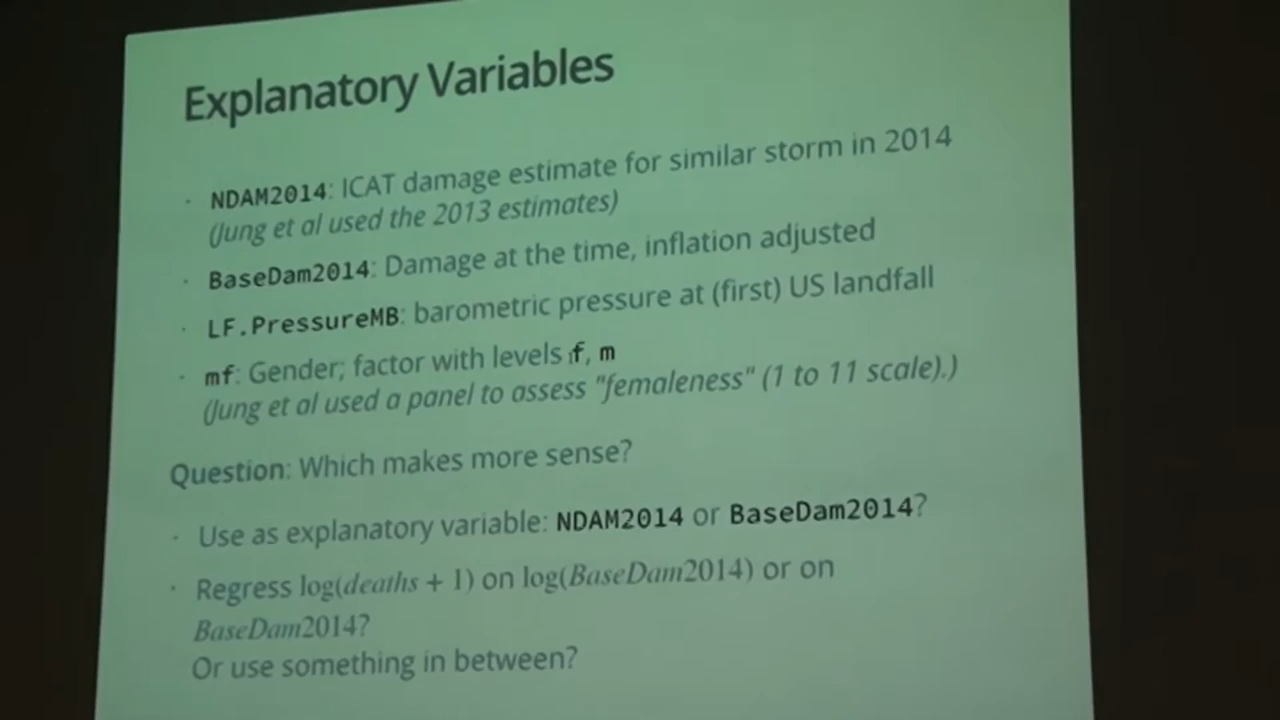 Explanatory Variables
· NDAM2014: ICAT damage estimate for similar storm in 2014
(Jung et al used the 2013 estimates)
· BaseDam2014: Damage at the time, inflation adjusted
· LF.PressureMB: barometric pressure at (first) US landfall
· mf: Gender; factor with levels f, m
(Jung et al used a panel to assess "femaleness" (1 to 11 scale).)
Question: Which makes more sense?
· Use as explanatory variable: NDAM2014 or BaseDam2014?
· Regress log(deaths + 1) on log(BaseDam2014) or on
BaseDam2014?
Or use something in between?